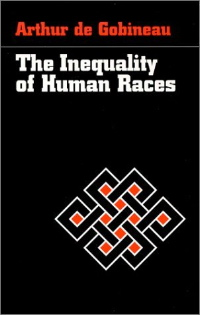 Arthur de Gobineau
The Inequality
of Human Races